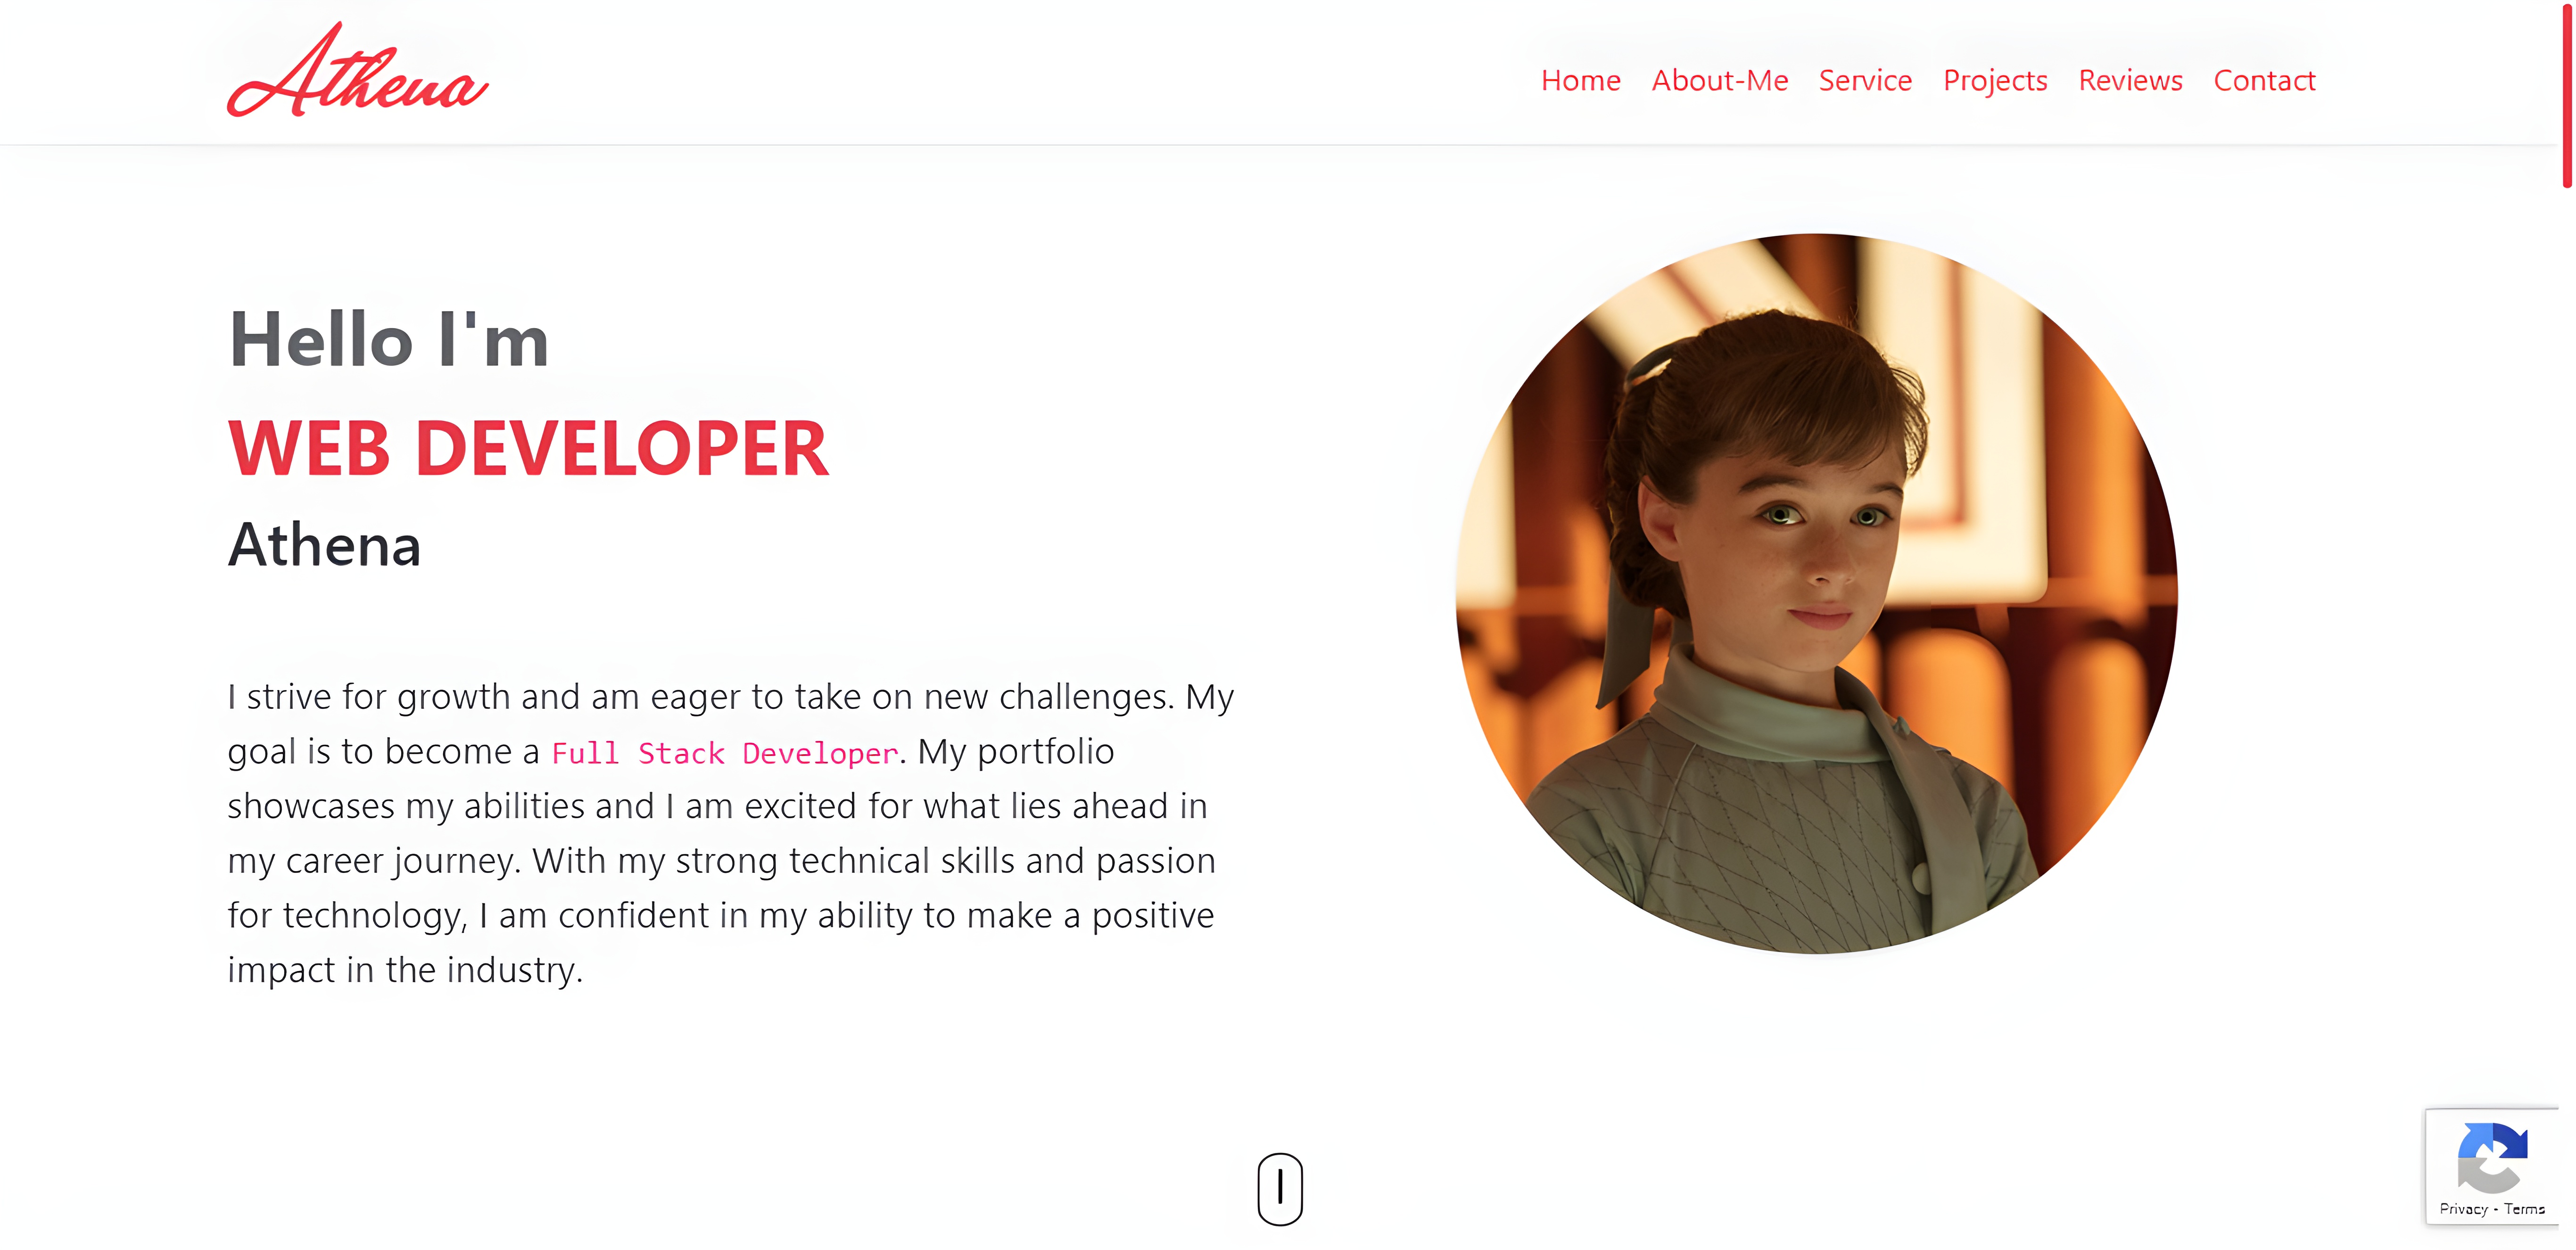 Athena
Home About-Me Service Projects Reviews Contact
Hello I'm
WEB DEVELOPER
Athena
I strive for growth and am eager to take on new challenges. My
goal is to become a Full Stack Developer. My portfolio
showcases my abilities and I am excited for what lies ahead in
my career journey. With my strong technical skills and passion
for technology, I am confident in my ability to make a positive
impact in the industry.
Privacy - Terms